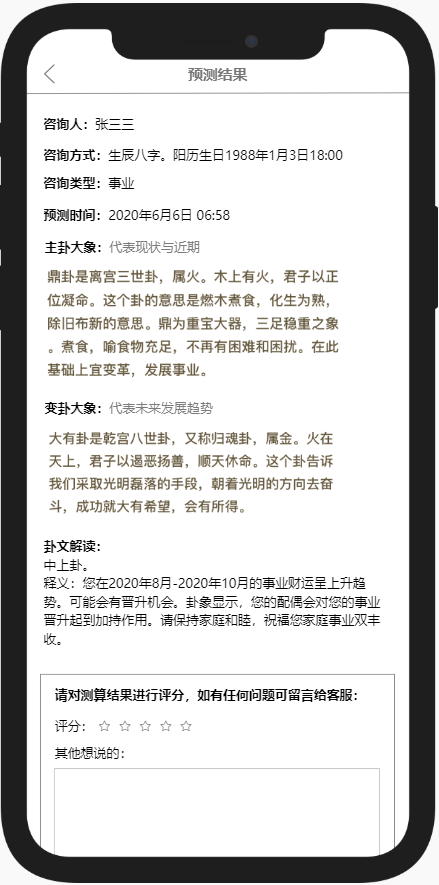 预测结果
咨询人：张三三
咨询方式：生辰八字。阳历生日1988年1月3日18:00
咨询类型：事业
预测时间：2020年6月6日 06:58
主卦大象：代表现状与近期
鼎卦是离宫三世卦，属火。木上有火，君子以正
位凝命。这个卦的意思是燃木煮食，化生为熟，
除旧布新的意思。鼎为重宝大器，三足稳重之象
。煮食，喻食物充足，不再有困难和困扰。在此
基础上宜变革，发展事业。
变卦大象：代表未来发展趋势
大有卦是乾宫八世卦，又称归魂卦，属金。火在
天上，君子以遏恶扬善，顺天休命。这个卦告诉
我们采取光明磊落的手段，朝着光明的方向去奋
斗，成功就大有希望，会有所得。
卦文解读：
中上卦。
释义：您在2020年8月-2020年10月的事业财运呈上升趋
势。可能会有晋升机会。卦象显示，您的配偶会对您的事业
晋升起到加持作用。请保持家庭和睦，祝福您家庭事业双丰
收。
请对测算结果进行评分，如有任何问题可留言给客服：
评分：
其他想说的：